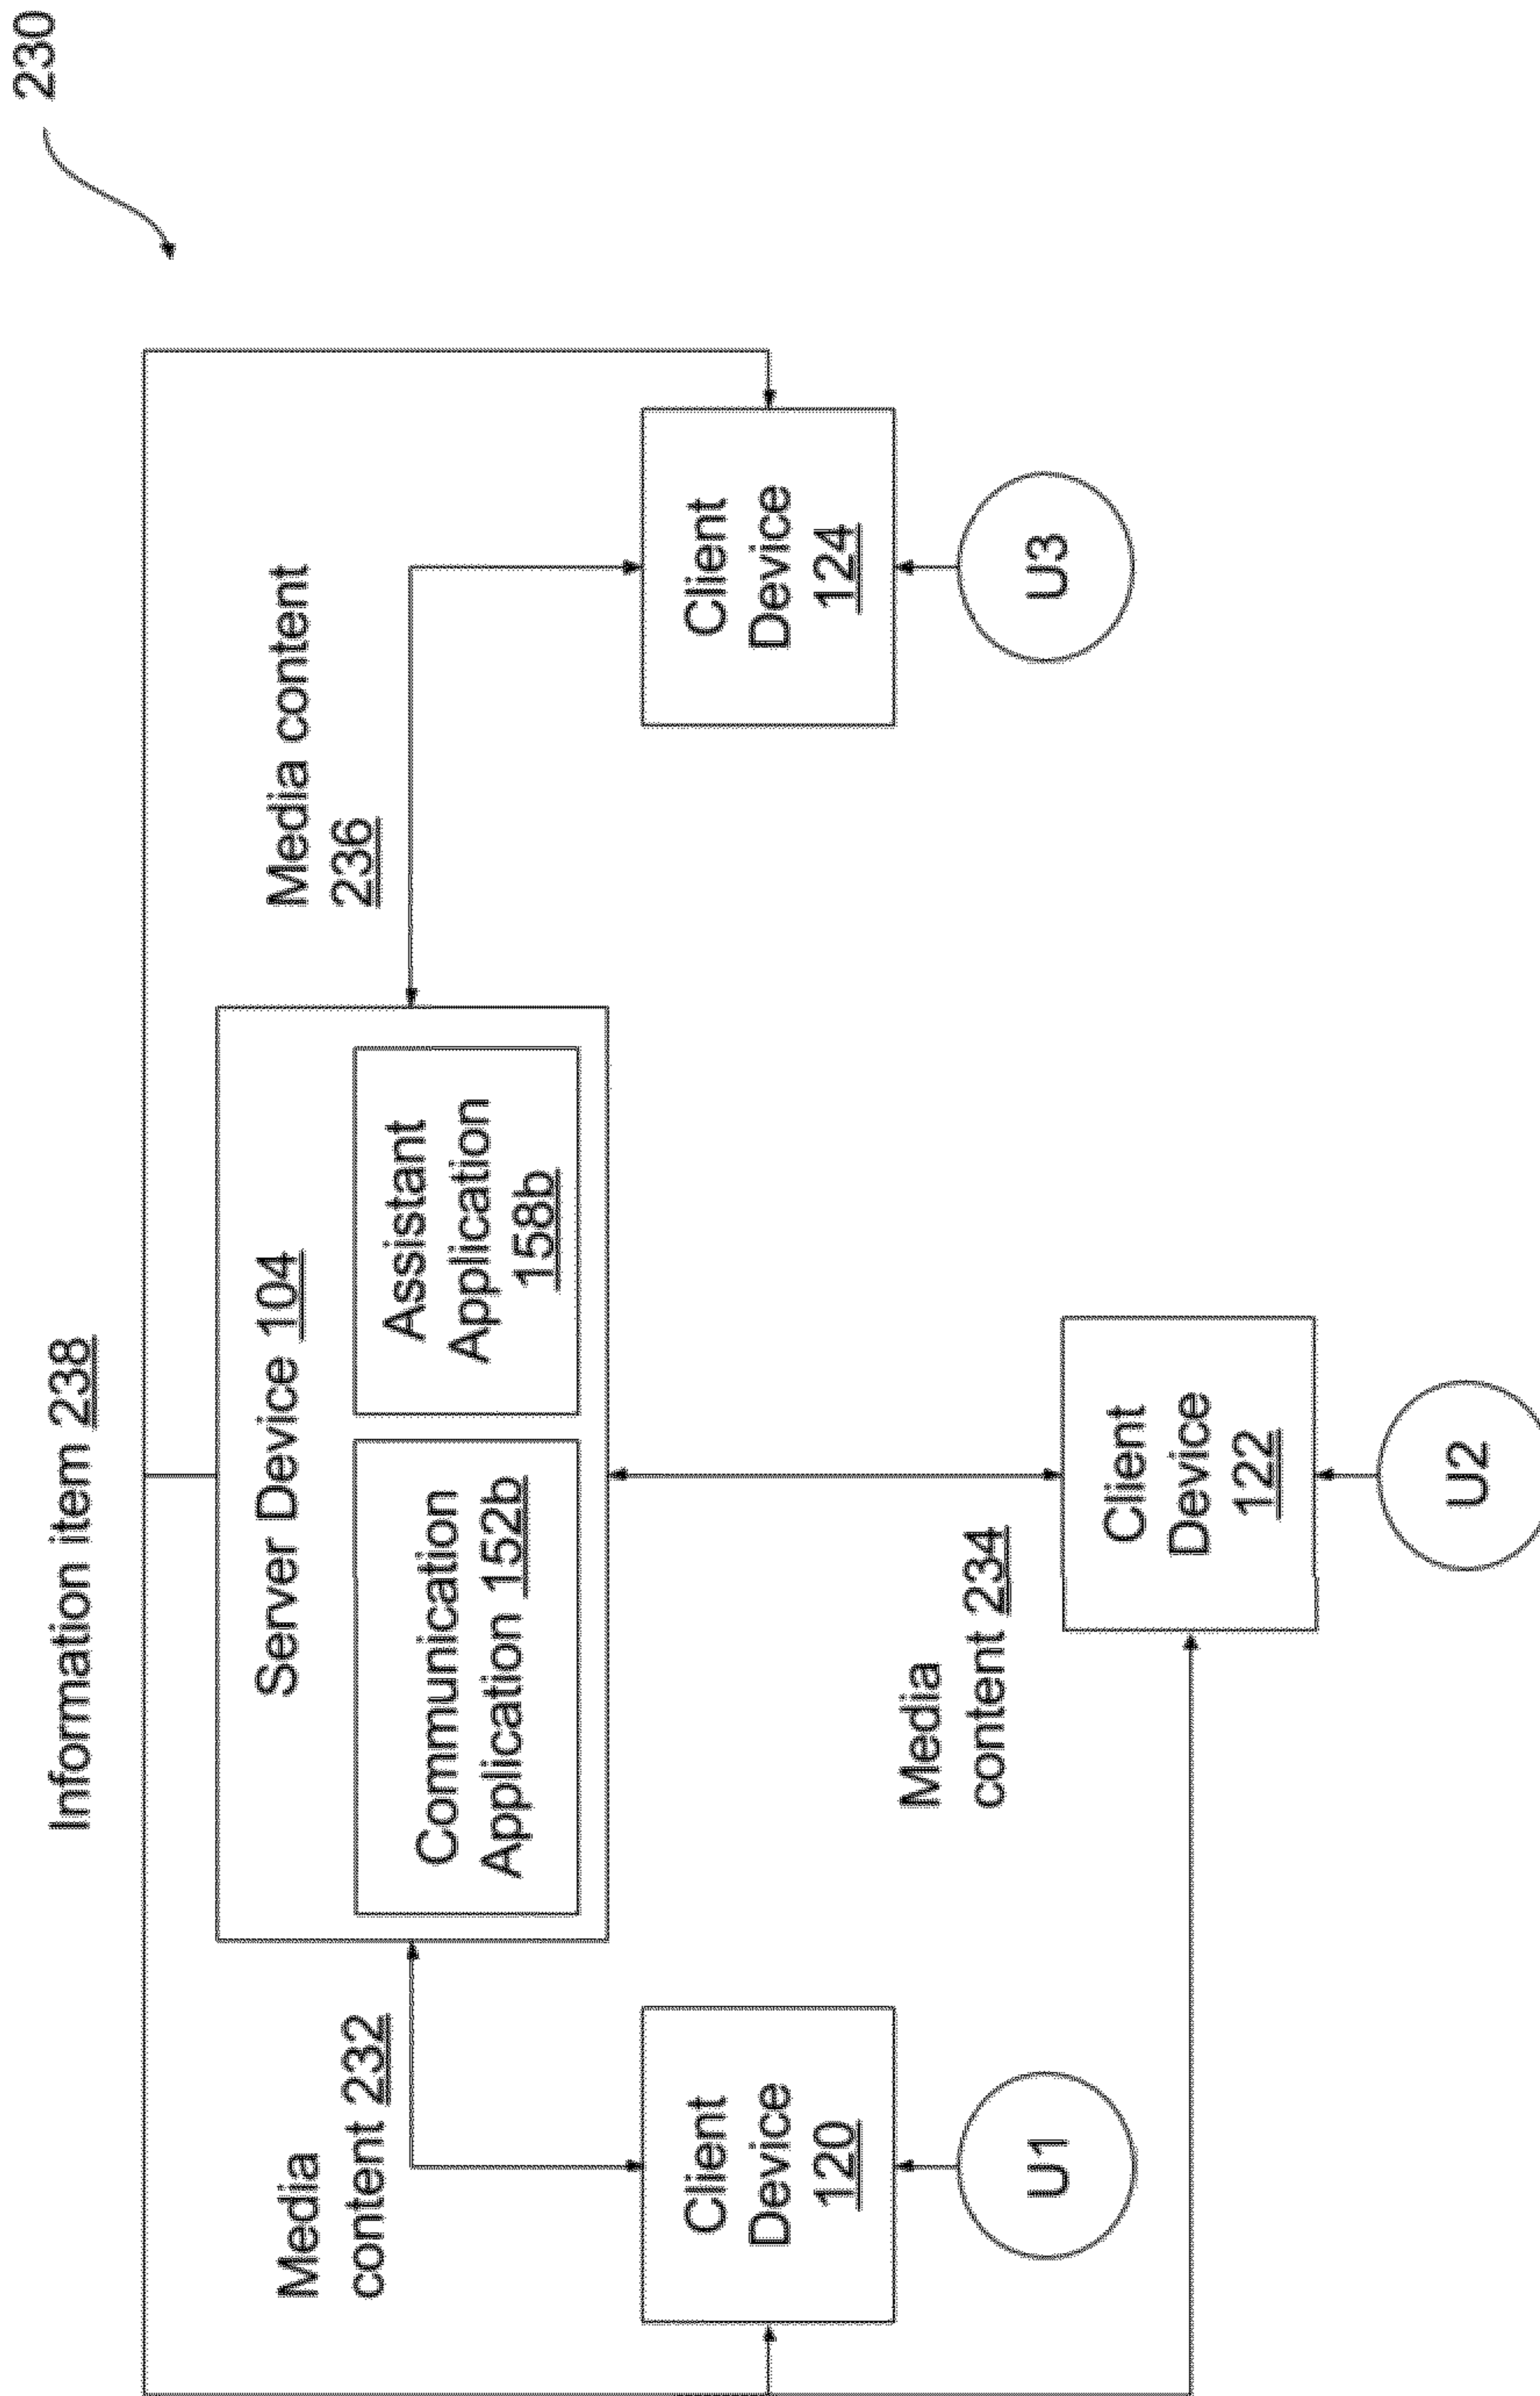 230
Information item 238
Server Device 104
Communication
Application 152b
Assistant
Application
158b
Media
content 232
Media content
236
Media
content 234
Client
Device
120
Client
Device
122
Client
Device
124
U1
U2
U3